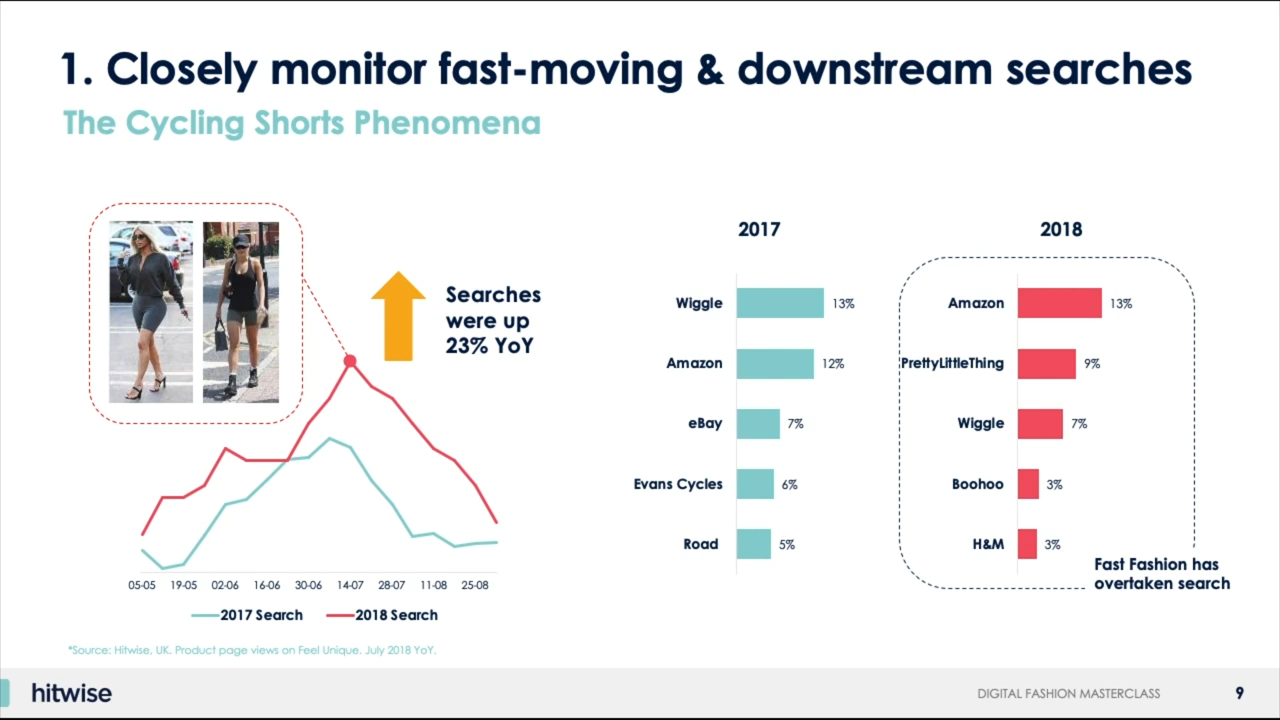 1. Closely monitor fast-moving & downstream searches
The Cycling Shorts Phenomena
Searches
were up
23% YoY
05-05 19-05 02-06 16-06 30-06 14-07 28-07 11-08 25-08
2017 Search 2018 Search
2017
Wiggle 13%
Amazon 12%
eBay 7%
Evans Cycles 6%
Road 5%
2018
Amazon 13%
PrettyLittleThing 9%
Wiggle 7%
Boohoo 3%
H&M 3%
Fast Fashion has
overtaken search
*Source: Hitwise, UK. Product page views on Feel Unique. July 2018 YoY.
hitwise
DIGITAL FASHION MASTERCLASS 9